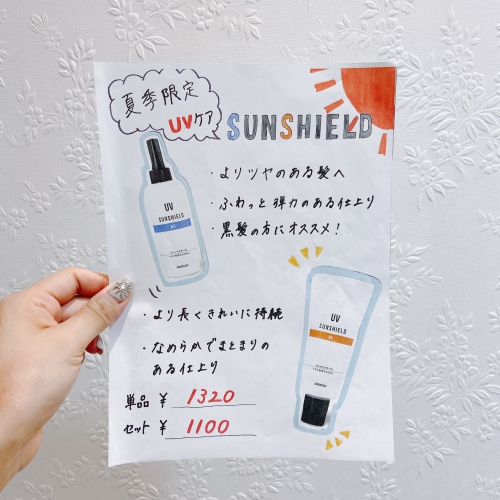 夏季限定
UVケア
SUNSHIELD
・よりツヤのある髪へ
・ふわっと弾力のある仕上り
・黒髪の方にオススメ!
UV
SUNSHIELD
・より長くきれいに持続
・なめらかでまとまりの
ある仕上り
UV
SUNSHIELD
単品 ¥ 1320
セット ¥ 1100